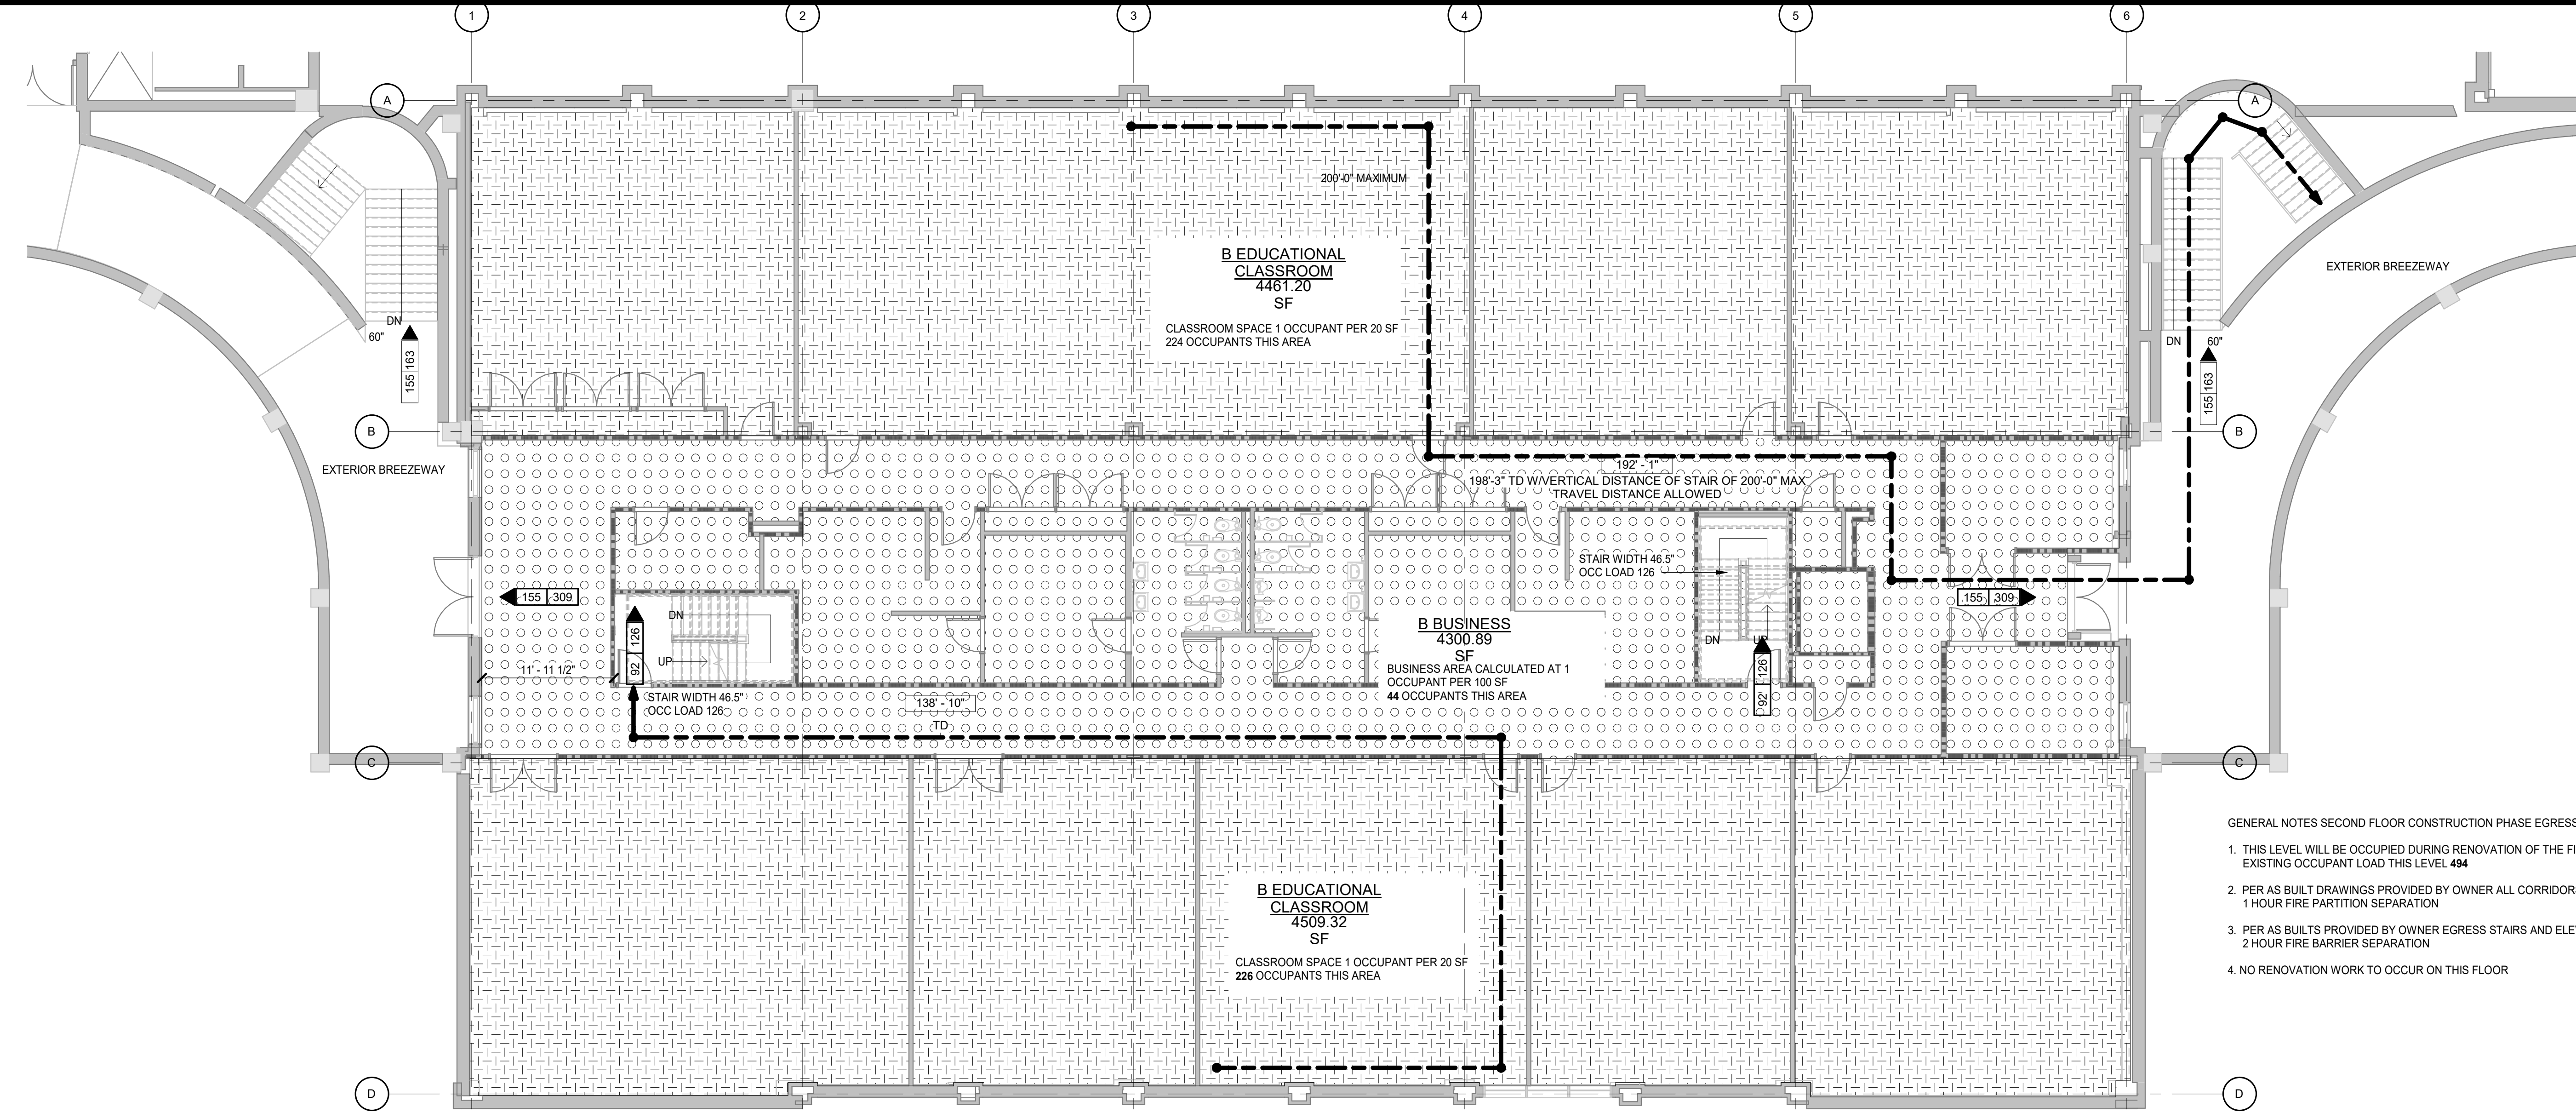 1
2
3
4
5
6
A
A
200'-0" MAXIMUM
B EDUCATIONAL
CLASSROOM
4461.20
SF
CLASSROOM SPACE 1 OCCUPANT PER 20 SF
224 OCCUPANTS THIS AREA
EXTERIOR BREEZEWAY
DN
60"
155 163
DN
60"
155 163
B
B
EXTERIOR BREEZEWAY
192' - 1"
198'-3" TD W/VERTICAL DISTANCE OF STAIR OF 200'-0" MAX
TRAVEL DISTANCE ALLOWED
STAIR WIDTH 46.5"
OCC LOAD 126
155 309
155 309
DN
UP
92 126
11' - 11 1/2"
STAIR WIDTH 46.5"
OCC LOAD 126
138' - 10"
TD
B BUSINESS
4300.89
SF
BUSINESS AREA CALCULATED AT 1
OCCUPANT PER 100 SF
44 OCCUPANTS THIS AREA
DN
UP
92 126
C
C
B EDUCATIONAL
CLASSROOM
4509.32
SF
CLASSROOM SPACE 1 OCCUPANT PER 20 SF
226 OCCUPANTS THIS AREA
GENERAL NOTES SECOND FLOOR CONSTRUCTION PHASE EGRESS
1. THIS LEVEL WILL BE OCCUPIED DURING RENOVATION OF THE FI
EXISTING OCCUPANT LOAD THIS LEVEL 494
2. PER AS BUILT DRAWINGS PROVIDED BY OWNER ALL CORRIDOR
1 HOUR FIRE PARTITION SEPARATION
3. PER AS BUILTS PROVIDED BY OWNER EGRESS STAIRS AND ELE
2 HOUR FIRE BARRIER SEPARATION
4. NO RENOVATION WORK TO OCCUR ON THIS FLOOR
D
D